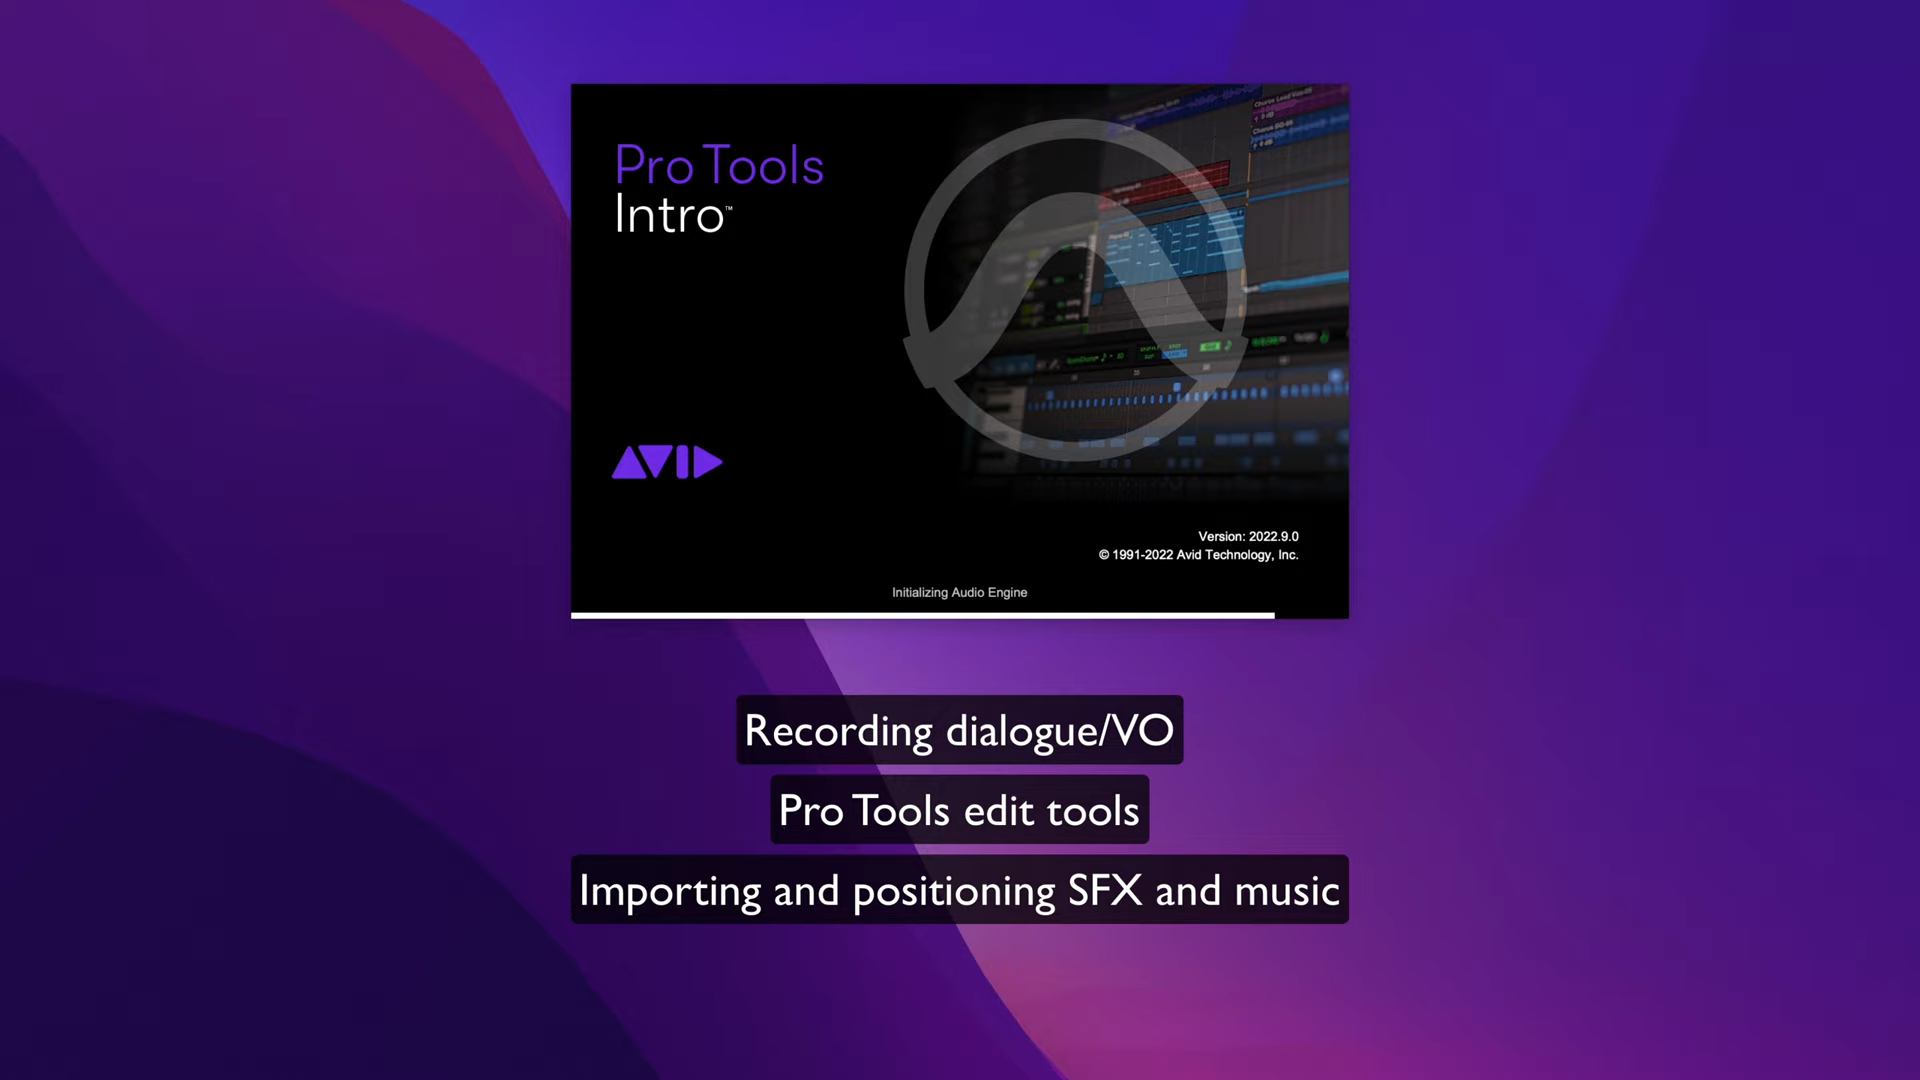 Pro Tools
Intro™
AVID
Version: 2022.9.0
© 1991-2022 Avid Technology, Inc.
Initializing Audio Engine
Recording dialogue/VO
Pro Tools edit tools
Importing and positioning SFX and music